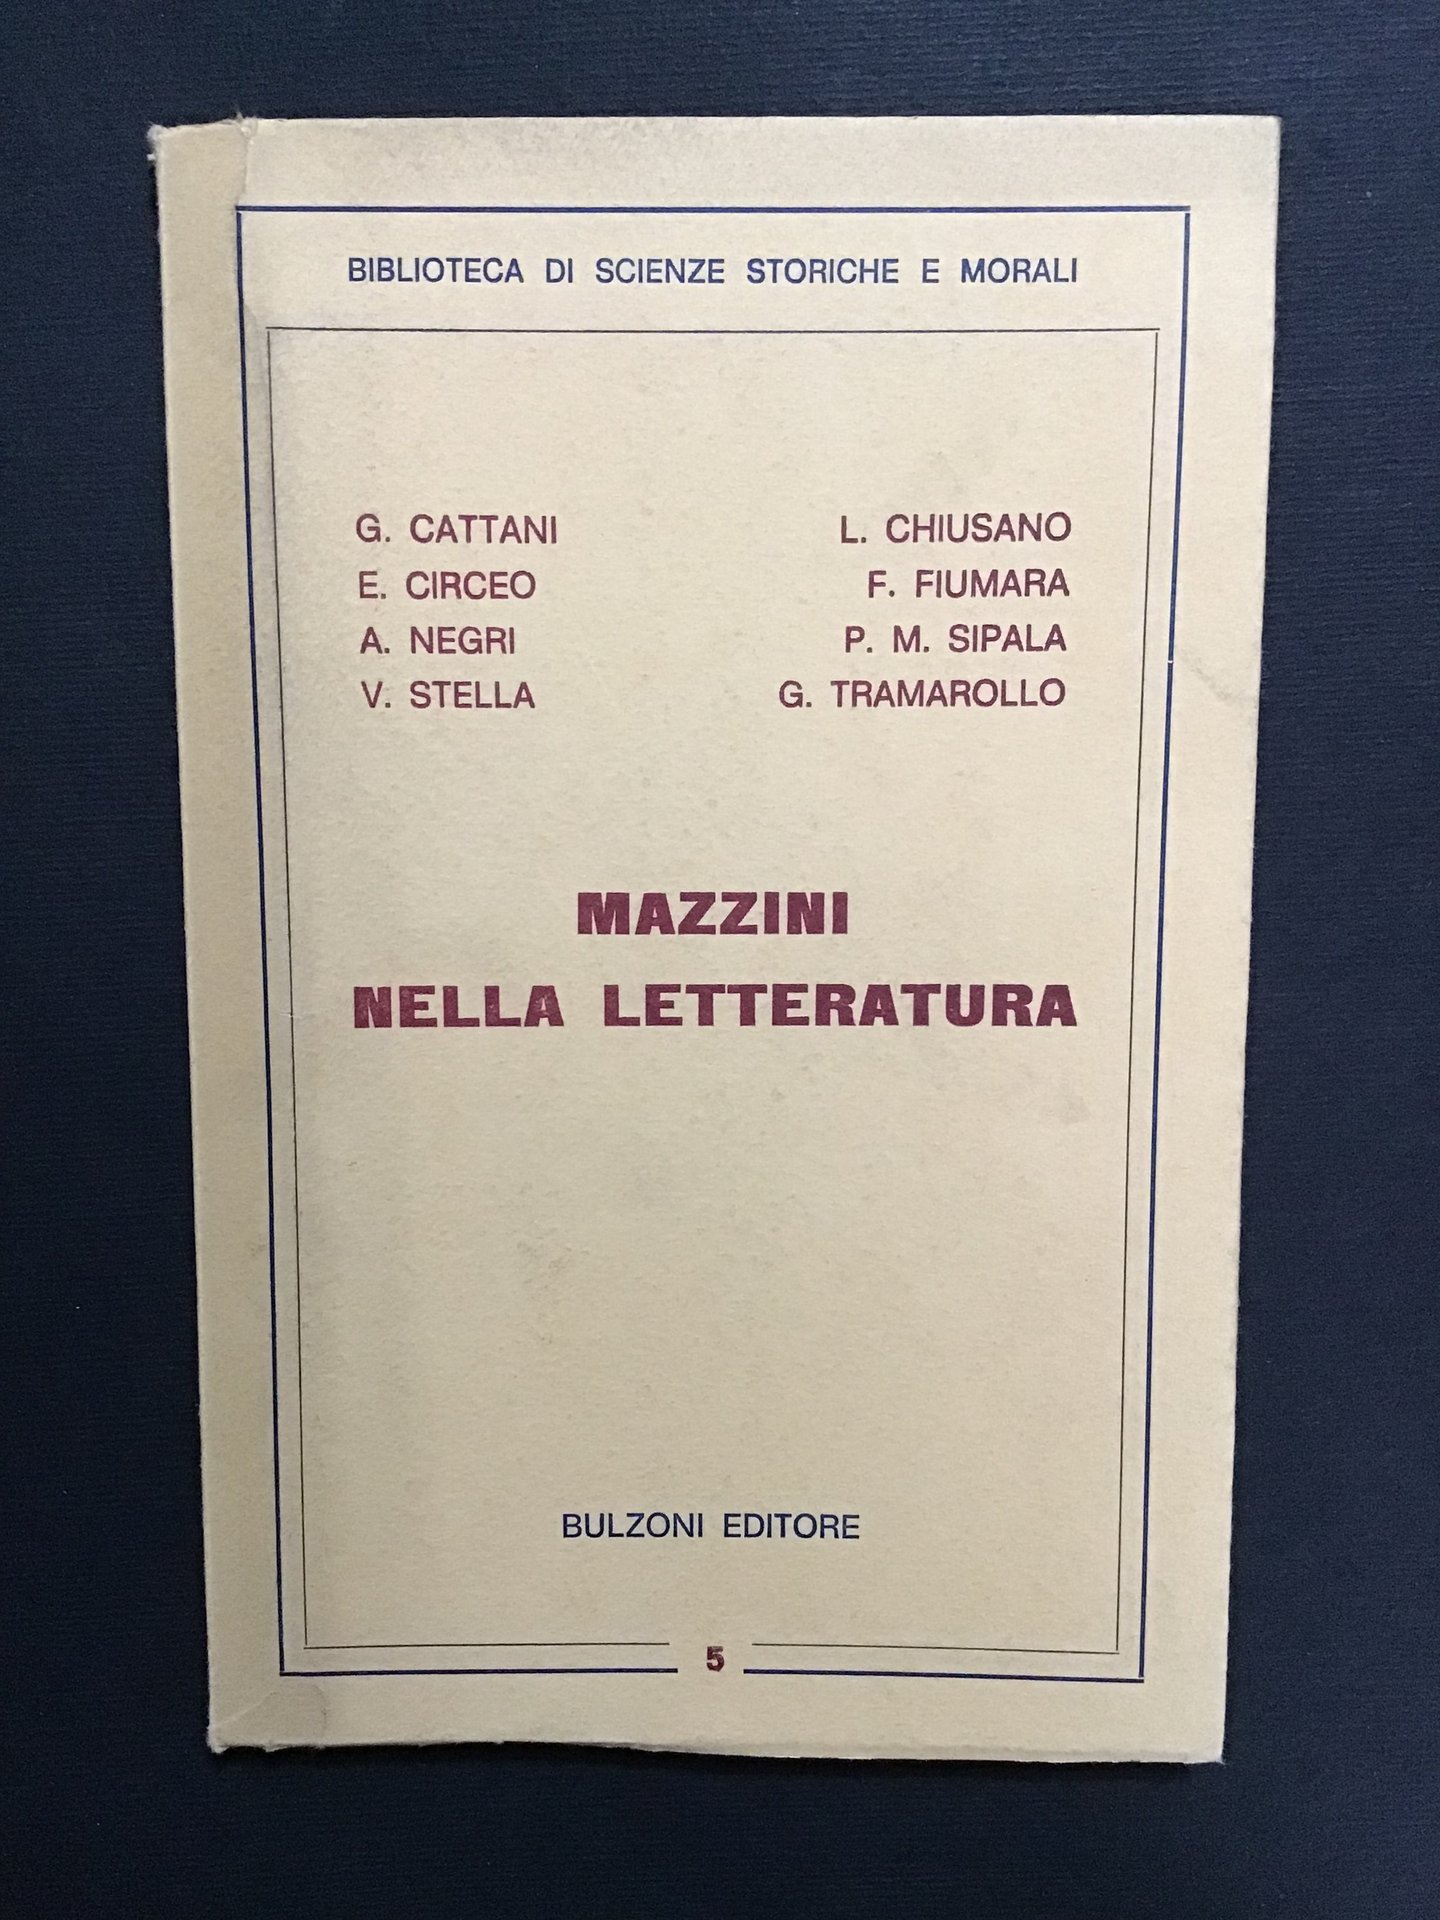 BIBLIOTECA DI SCIENZE STORICHE E MORALI
G. CATTANI L. CHIUSANO
E. CIRCEO F. FIUMARA
A. NEGRI P. M. SIPALA
V. STELLA G. TRAMAROLLO
MAZZINI
NELLA LETTERATURA
BULZONI EDITORE
5